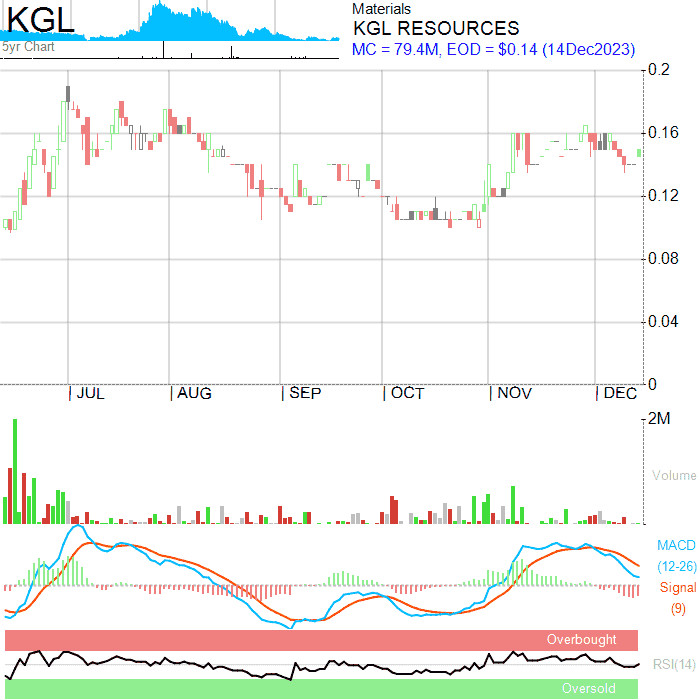 KGL
5yr Chart
Materials
KGL RESOURCES
MC = 79.4M, EOD = $0.14 (14Dec2023)
0.2
0.16
0.12
0.08
0.04
0
JUL AUG SEP OCT NOV DEC
2M
Volume
MACD
(12-26)
Signal
(9)
Overbought
RSI(14)
Oversold